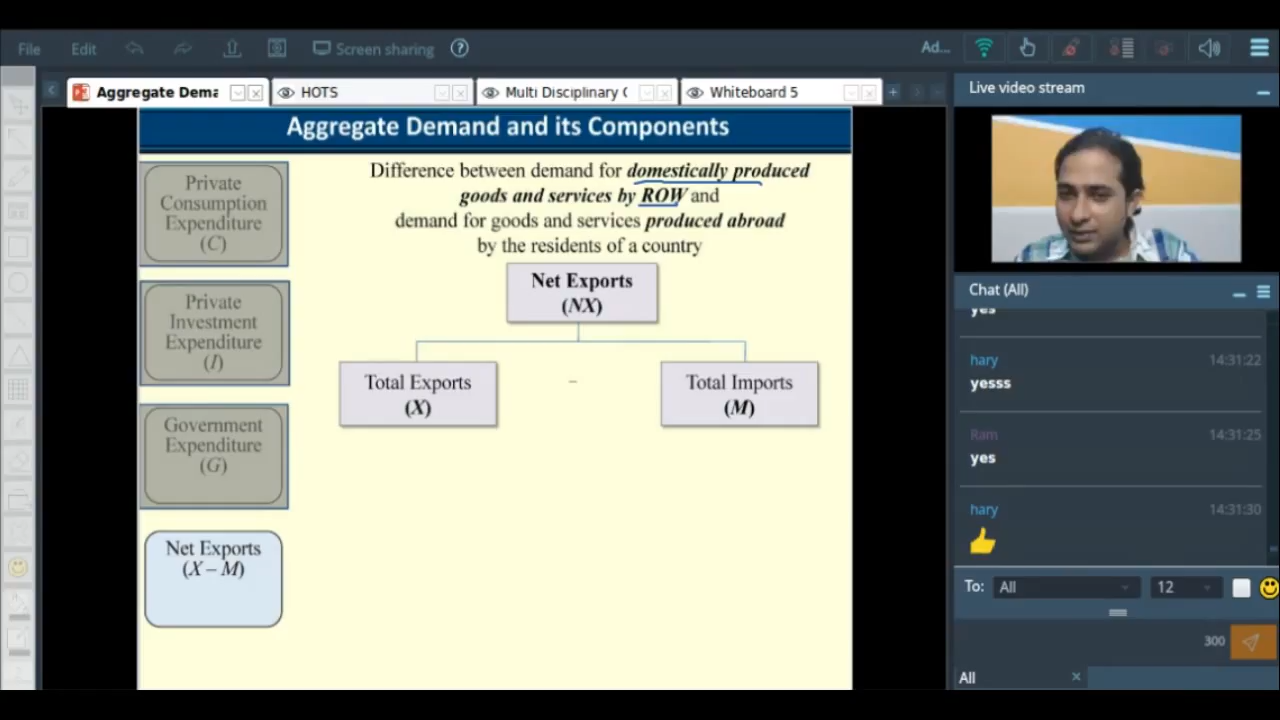 File Edit Screen sharing ? Ad...
Aggregate Dema HOTS Multi Disciplinary Whiteboard 5
Aggregate Demand and its Components
Private
Consumption
Expenditure
(C)
Private
Investment
Expenditure
(I)
Government
Expenditure
(G)
Net Exports
(X – M)
Difference between demand for domestically produced
goods and services by ROW and
demand for goods and services produced abroad
by the residents of a country
Net Exports
(NX)
Total Exports
(X)
–
Total Imports
(M)
Live video stream
Chat (All)
yes
hary 14:31:22
yesss
Ram 14:31:25
yes
hary 14:31:30
To: All 12
300
All